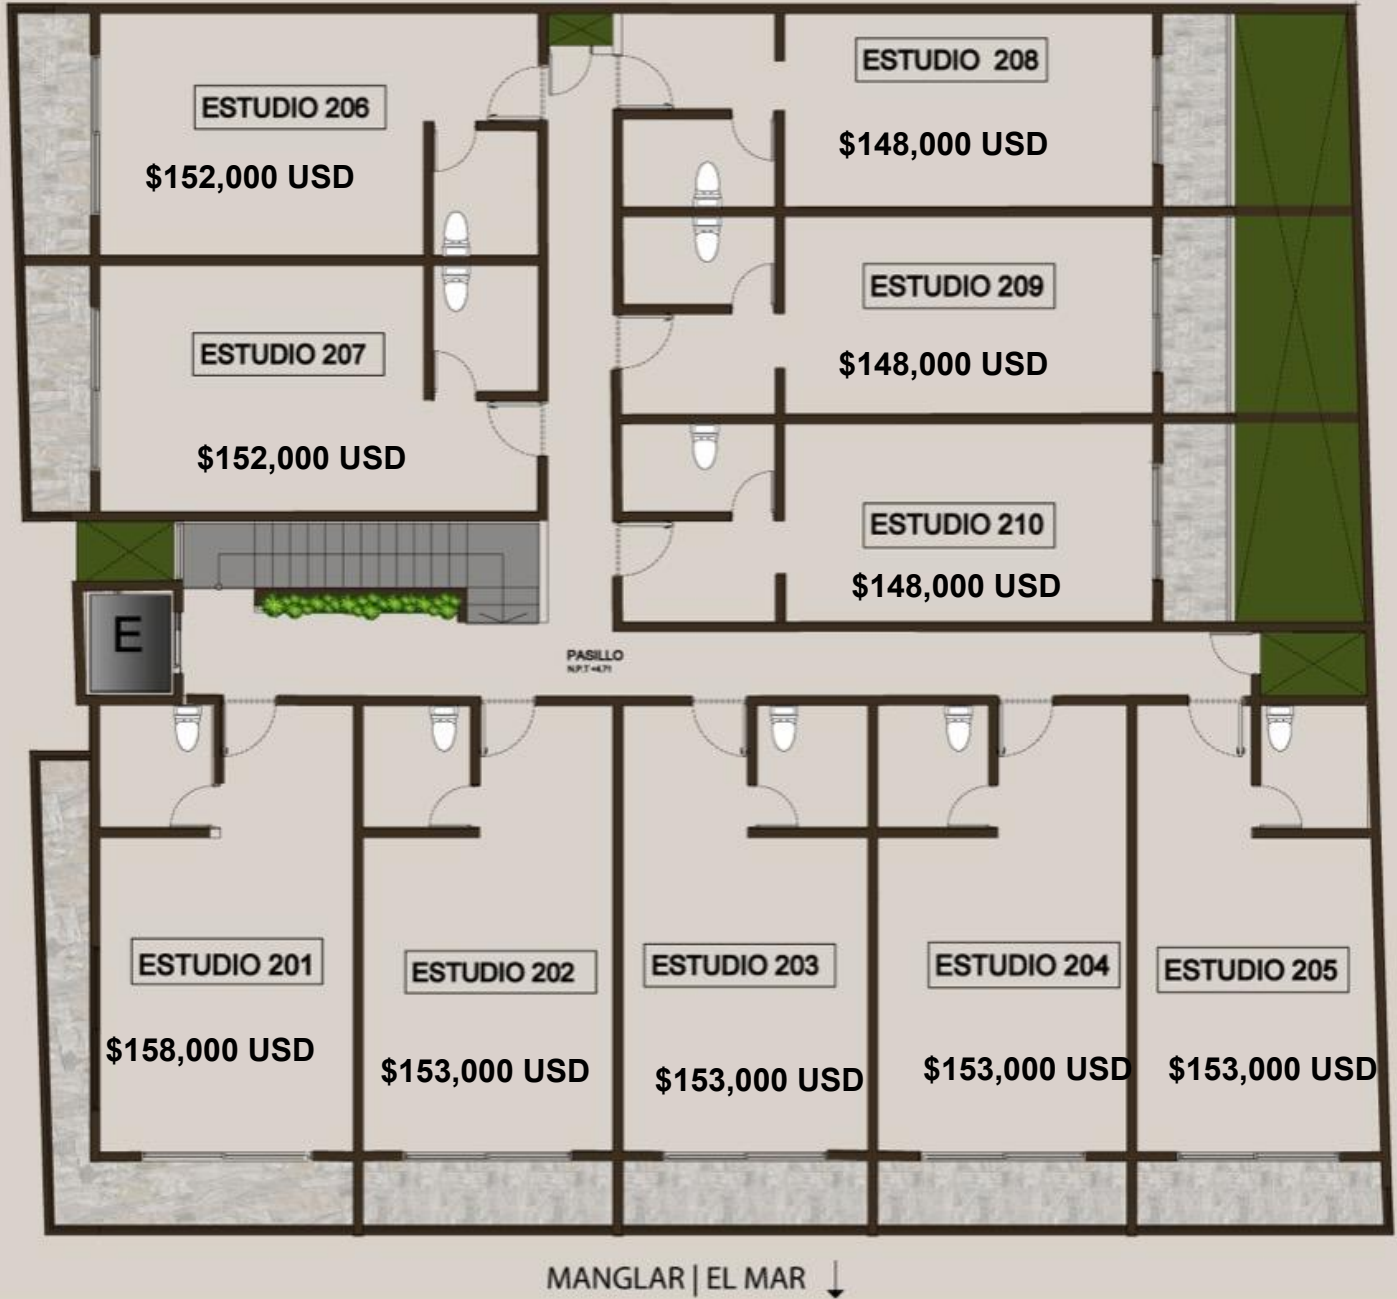 ESTUDIO 206
$152,000 USD
ESTUDIO 208
$148,000 USD
ESTUDIO 207
$152,000 USD
ESTUDIO 209
$148,000 USD
ESTUDIO 210
$148,000 USD
E
PASILLO
N.P.T +4.71
ESTUDIO 201
$158,000 USD
ESTUDIO 202
$153,000 USD
ESTUDIO 203
$153,000 USD
ESTUDIO 204
$153,000 USD
ESTUDIO 205
$153,000 USD
MANGLAR | EL MAR ↓